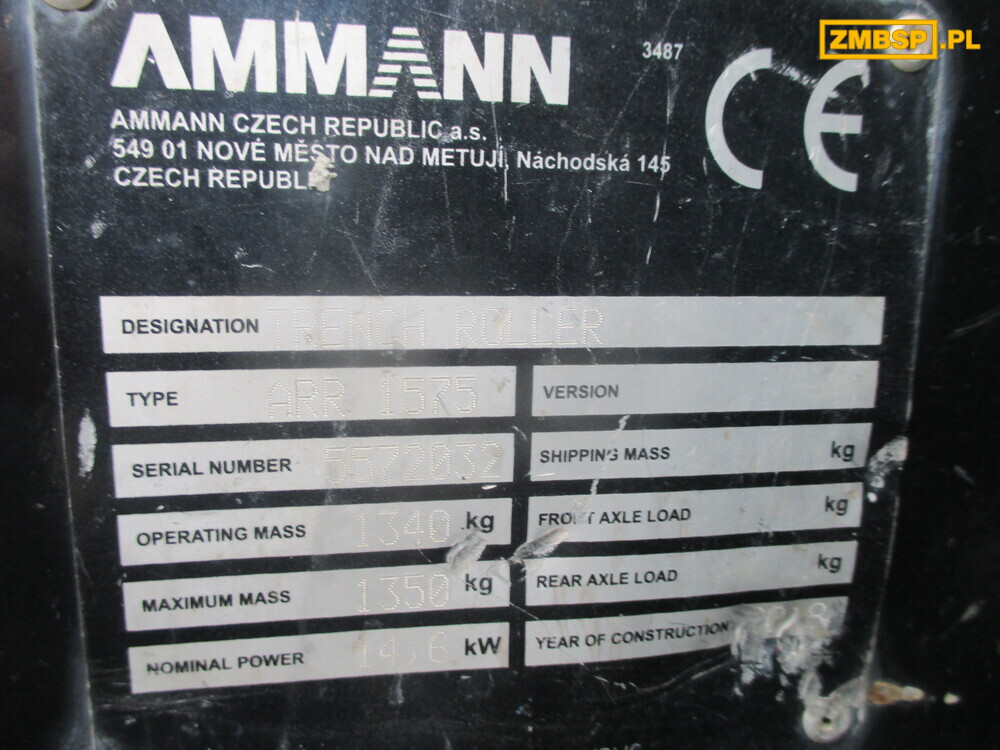 ZMBSP.PL
AMMANN
3487
CE
AMMANN CZECH REPUBLIC a.s.
549 01 NOVÉ MĚSTO NAD METUJÍ, Náchodská 145
CZECH
DESIGNATION TRENCH ROLLER
TYPE ARR 1575
VERSION
SERIAL NUMBER 5572032
SHIPPING MASS kg
OPERATING MASS 1340 kg
FRONT AXLE LOAD kg
MAXIMUM MASS 1350 kg
REAR AXLE LOAD kg
NOMINAL POWER 14,6 kW
YEAR OF CONSTRUCTION